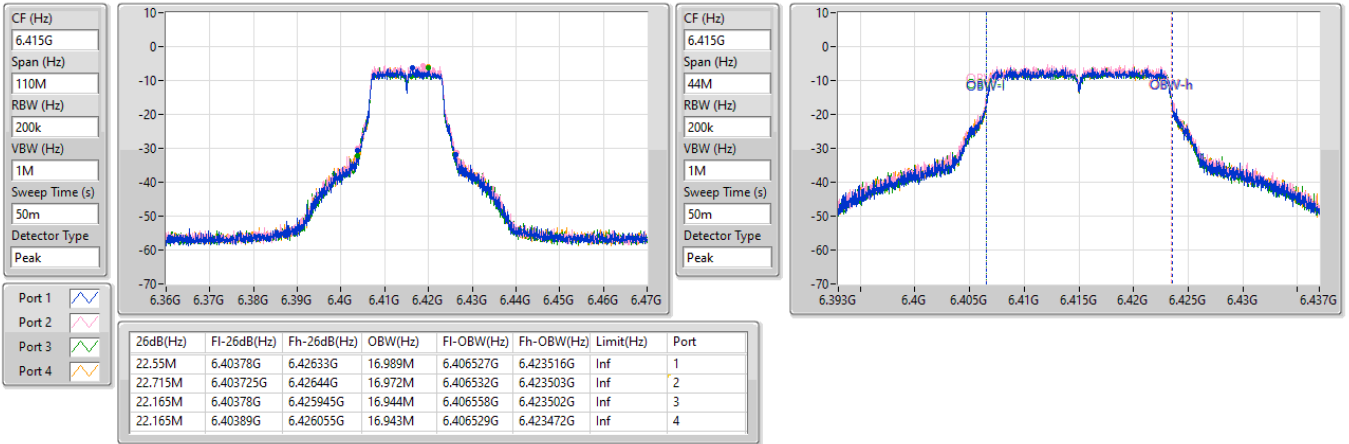 CF (Hz)
6.415G
Span (Hz)
110M
RBW (Hz)
200k
VBW (Hz)
1M
Sweep Time (s)
50m
Detector Type
Peak
10
0
-10
-20
-30
-40
-50
-60
-70
6.36G 6.37G 6.38G 6.39G 6.4G 6.41G 6.42G 6.43G 6.44G 6.45G 6.46G 6.47G
CF (Hz)
6.415G
Span (Hz)
44M
RBW (Hz)
200k
VBW (Hz)
1M
Sweep Time (s)
50m
Detector Type
Peak
10
0
-10
-20
-30
-40
-50
-60
-70
OBW-l OBW-h
6.393G 6.4G 6.405G 6.41G 6.415G 6.42G 6.425G 6.43G 6.437G
Port 1
Port 2
Port 3
Port 4
26dB(Hz) Fl-26dB(Hz) Fh-26dB(Hz) OBW(Hz) Fl-OBW(Hz) Fh-OBW(Hz) Limit(Hz) Port
22.55M 6.40378G 6.42633G 16.989M 6.406527G 6.423516G Inf 1
22.715M 6.403725G 6.42644G 16.972M 6.406532G 6.423503G Inf 2
22.165M 6.40378G 6.425945G 16.944M 6.406558G 6.423502G Inf 3
22.165M 6.40389G 6.426055G 16.943M 6.406529G 6.423472G Inf 4